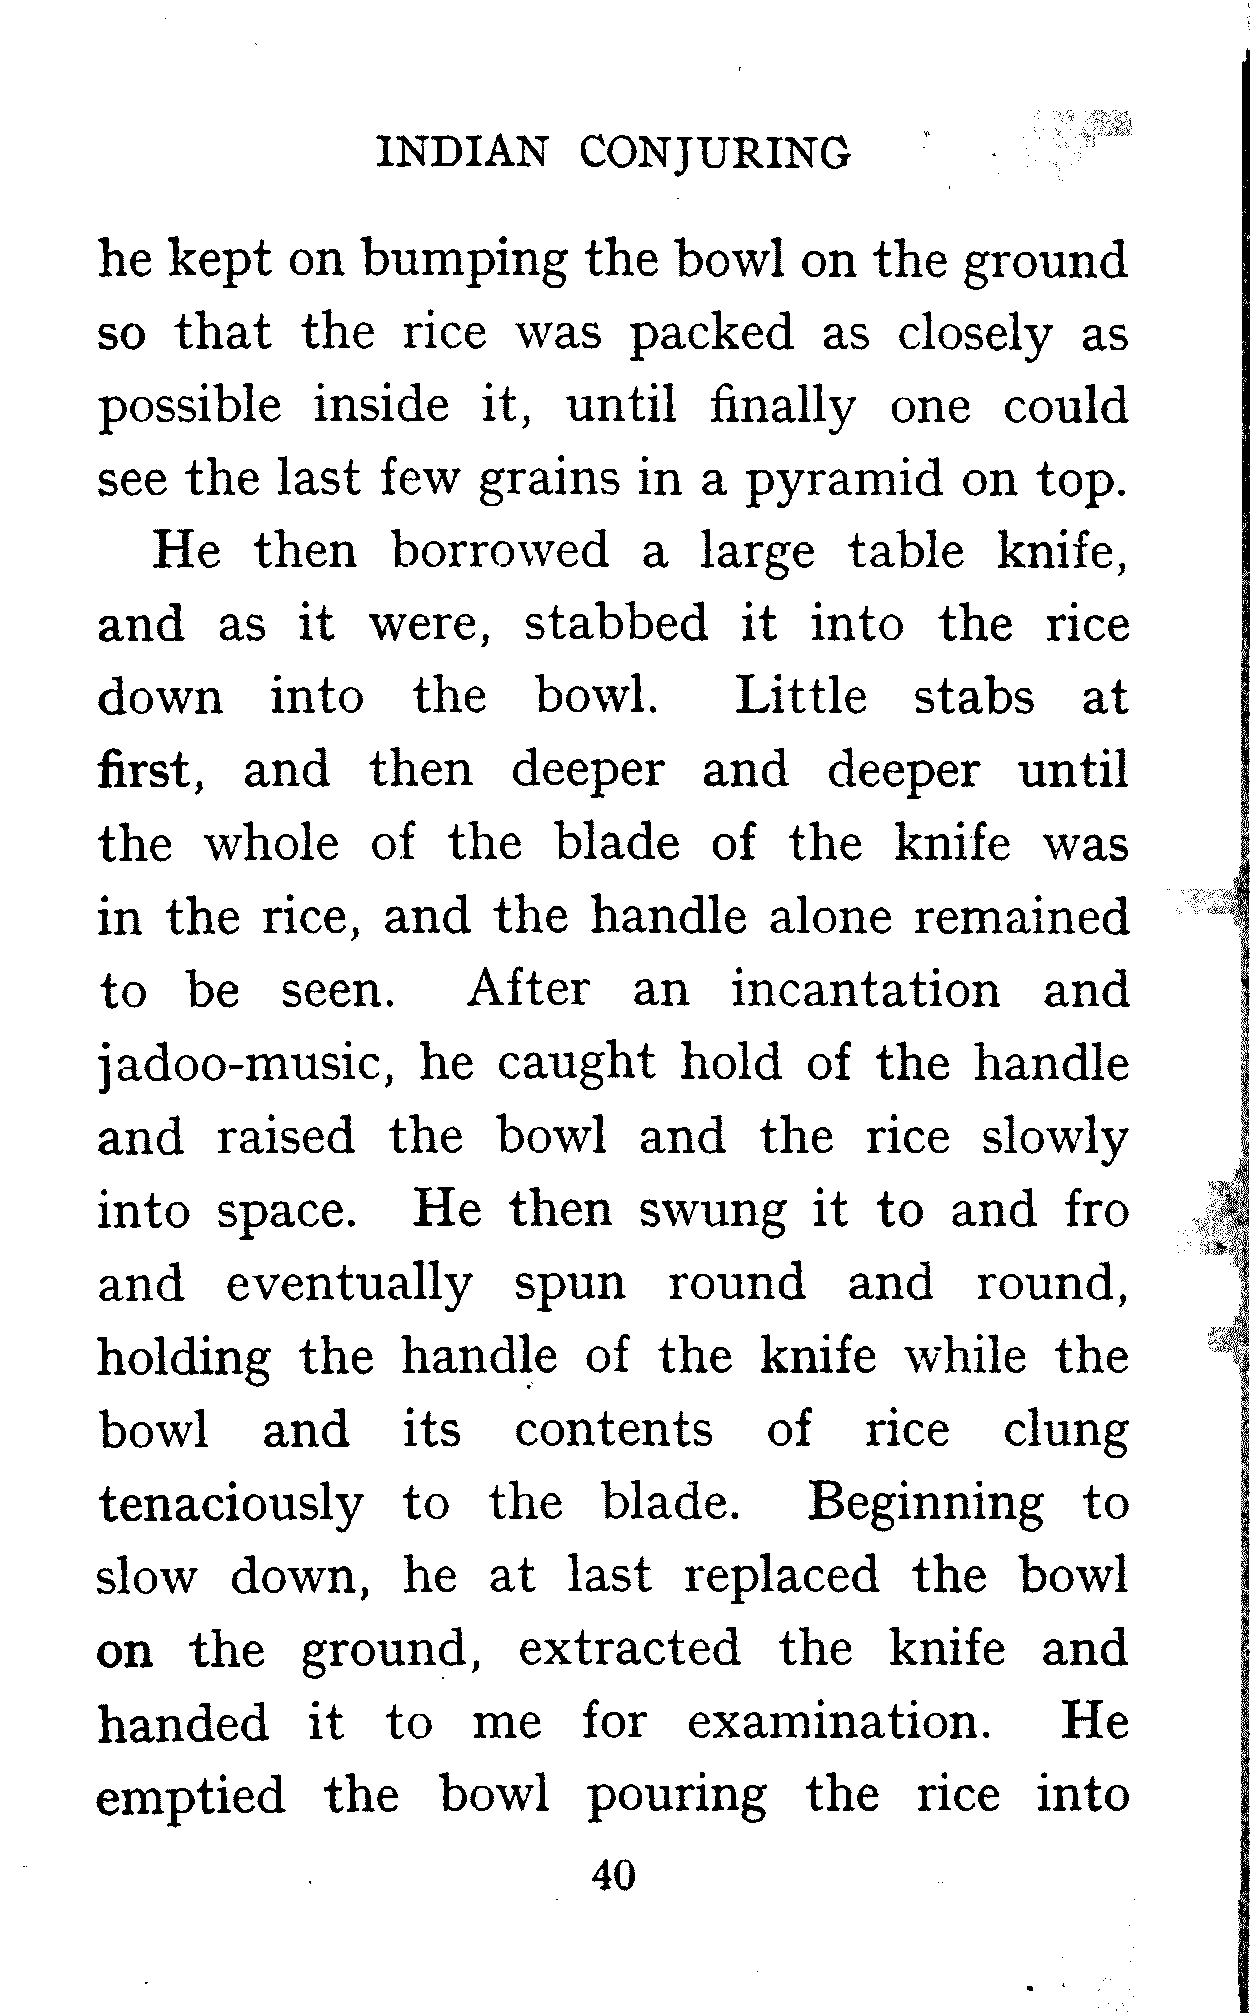 INDIAN CONJURING
he kept on bumping the bowl on the ground
so that the rice was packed as closely as
possible inside it, until finally one could
see the last few grains in a pyramid on top.
He then borrowed a large table knife,
and as it were, stabbed it into the rice
down into the bowl. Little stabs at
first, and then deeper and deeper until
the whole of the blade of the knife was
in the rice, and the handle alone remained
to be seen. After an incantation and
jadoo-music, he caught hold of the handle
and raised the bowl and the rice slowly
into space. He then swung it to and fro
and eventually spun round and round,
holding the handle of the knife while the
bowl and its contents of rice clung
tenaciously to the blade. Beginning to
slow down, he at last replaced the bowl
on the ground, extracted the knife and
handed it to me for examination. He
emptied the bowl pouring the rice into
40